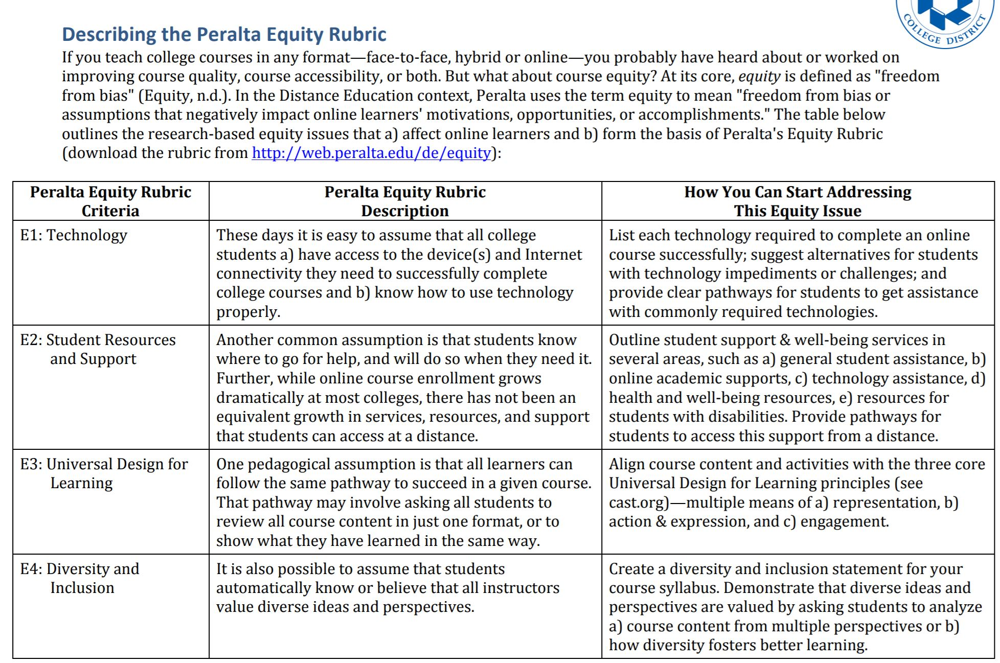 COLLEGE DISTRICT
Describing the Peralta Equity Rubric
If you teach college courses in any format—face-to-face, hybrid or online—you probably have heard about or worked on
improving course quality, course accessibility, or both. But what about course equity? At its core, equity is defined as "freedom
from bias" (Equity, n.d.). In the Distance Education context, Peralta uses the term equity to mean "freedom from bias or
assumptions that negatively impact online learners' motivations, opportunities, or accomplishments." The table below
outlines the research-based equity issues that a) affect online learners and b) form the basis of Peralta's Equity Rubric
(download the rubric from http://web.peralta.edu/de/equity):
Peralta Equity Rubric
Criteria
Peralta Equity Rubric
Description
How You Can Start Addressing
This Equity Issue
E1: Technology
These days it is easy to assume that all college
students a) have access to the device(s) and Internet
connectivity they need to successfully complete
college courses and b) know how to use technology
properly.
List each technology required to complete an online
course successfully; suggest alternatives for students
with technology impediments or challenges; and
provide clear pathways for students to get assistance
with commonly required technologies.
E2: Student Resources
and Support
Another common assumption is that students know
where to go for help, and will do so when they need it.
Further, while online course enrollment grows
dramatically at most colleges, there has not been an
equivalent growth in services, resources, and support
that students can access at a distance.
Outline student support & well-being services in
several areas, such as a) general student assistance, b)
online academic supports, c) technology assistance, d)
health and well-being resources, e) resources for
students with disabilities. Provide pathways for
students to access this support from a distance.
E3: Universal Design for
Learning
One pedagogical assumption is that all learners can
follow the same pathway to succeed in a given course.
That pathway may involve asking all students to
review all course content in just one format, or to
show what they have learned in the same way.
Align course content and activities with the three core
Universal Design for Learning principles (see
cast.org)—multiple means of a) representation, b)
action & expression, and c) engagement.
E4: Diversity and
Inclusion
It is also possible to assume that students
automatically know or believe that all instructors
value diverse ideas and perspectives.
Create a diversity and inclusion statement for your
course syllabus. Demonstrate that diverse ideas and
perspectives are valued by asking students to analyze
a) course content from multiple perspectives or b)
how diversity fosters better learning.